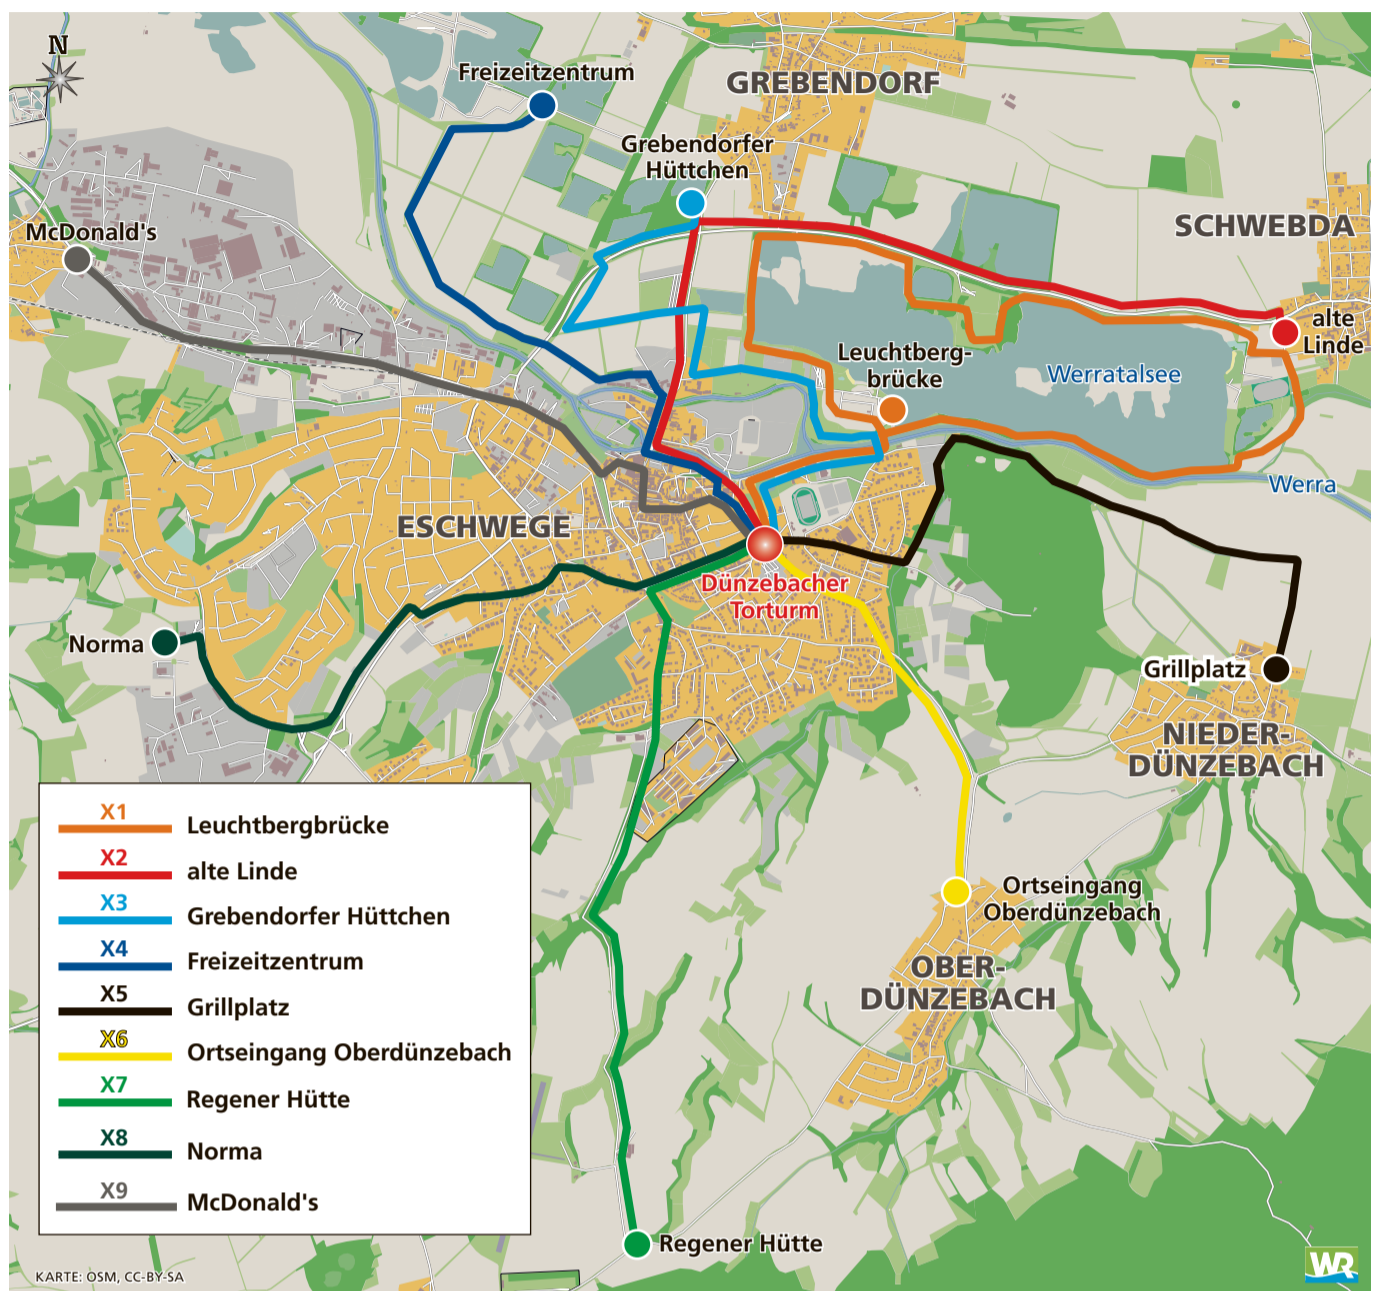 N
Freizeitzentrum
GREBENDORF
Grebendorfer
Hüttchen
McDonald's
SCHWEBDA
alte
Linde
Leuchtberg-
brücke
Werratalsee
Werra
ESCHWEGE
Dünzebacher
Torturm
Norma
Grillplatz
NIEDER-
DÜNZEBACH
X1 Leuchtbergbrücke
X2 alte Linde
X3 Grebendorfer Hüttchen
X4 Freizeitzentrum
X5 Grillplatz
X6 Ortseingang Oberdünzebach
X7 Regener Hütte
X8 Norma
X9 McDonald's
Ortseingang
Oberdünzebach
OBER-
DÜNZEBACH
Regener Hütte
KARTE: OSM, CC-BY-SA
WR